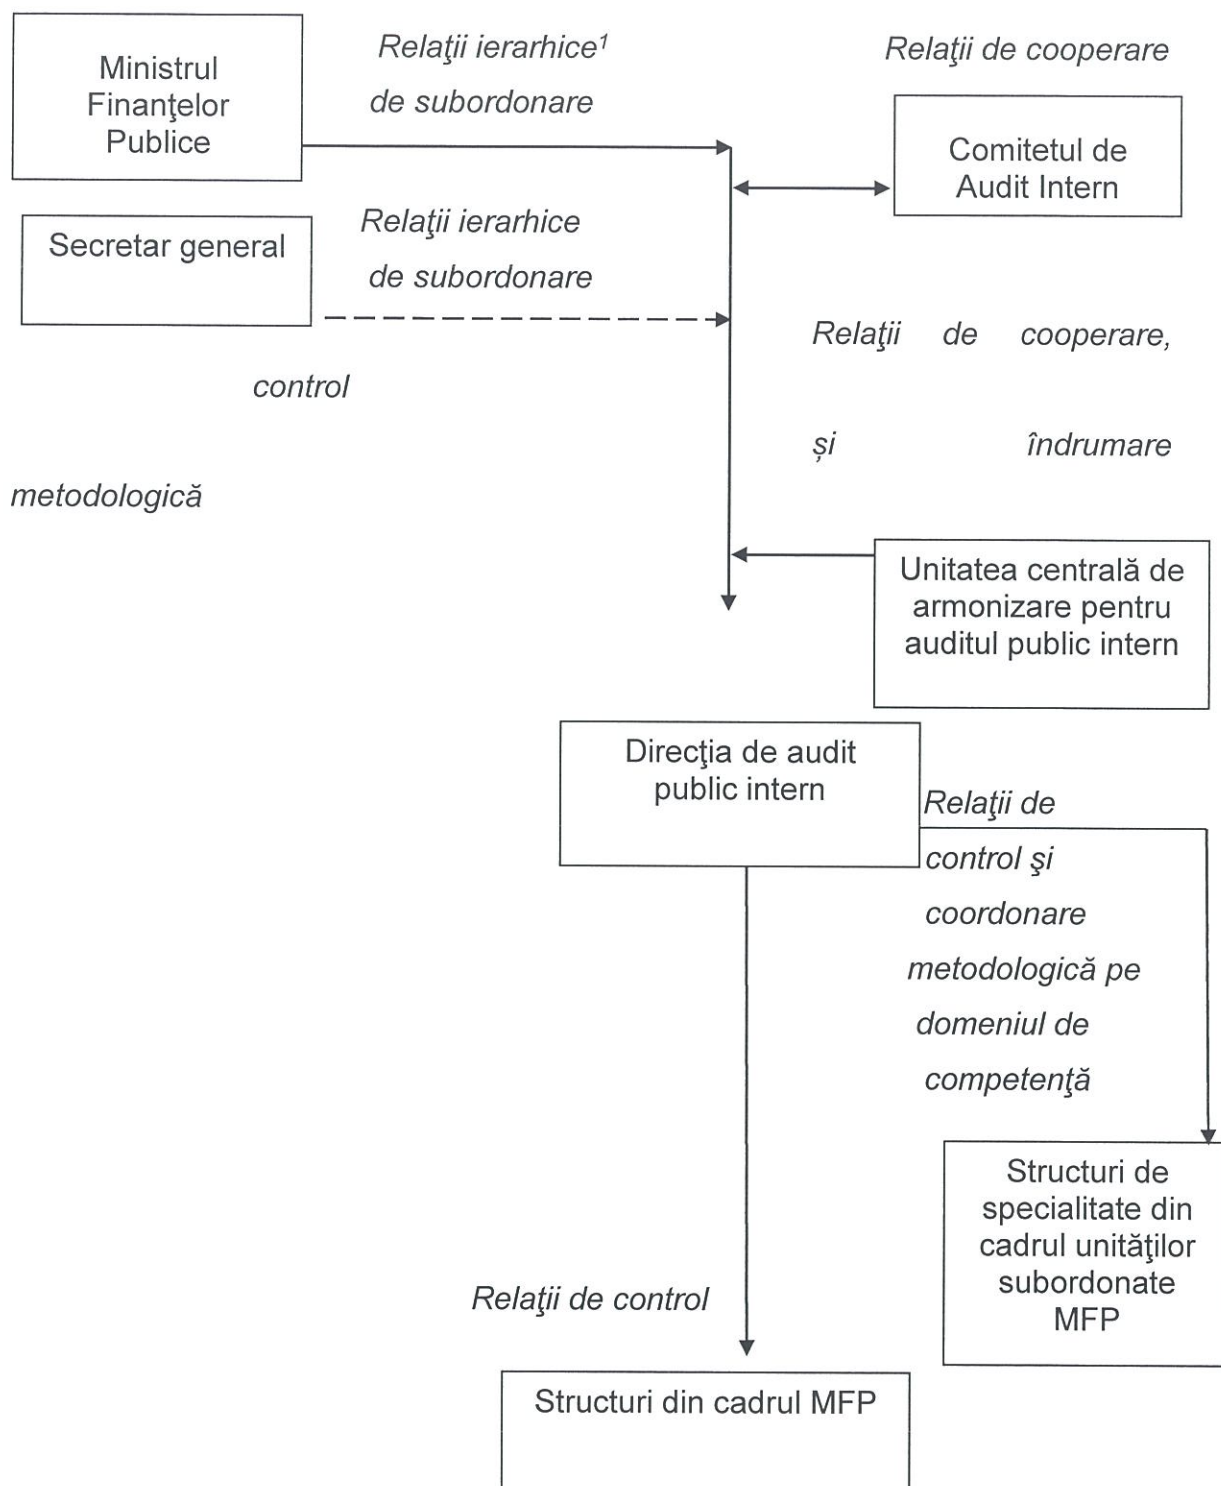 Ministrul
Finanţelor
Publice
Relaţii ierarhice¹
de subordonare
Relaţii de cooperare
Comitetul de
Audit Intern
Secretar general
Relaţii ierarhice
de subordonare
Relaţii de cooperare,
control
și îndrumare
metodologică
Unitatea centrală de
armonizare pentru
auditul public intern
Direcţia de audit
public intern
Relaţii de
control şi
coordonare
metodologică pe
domeniul de
competenţă
Structuri de
specialitate din
cadrul unităţilor
subordonate
MFP
Relaţii de control
Structuri din cadrul MFP